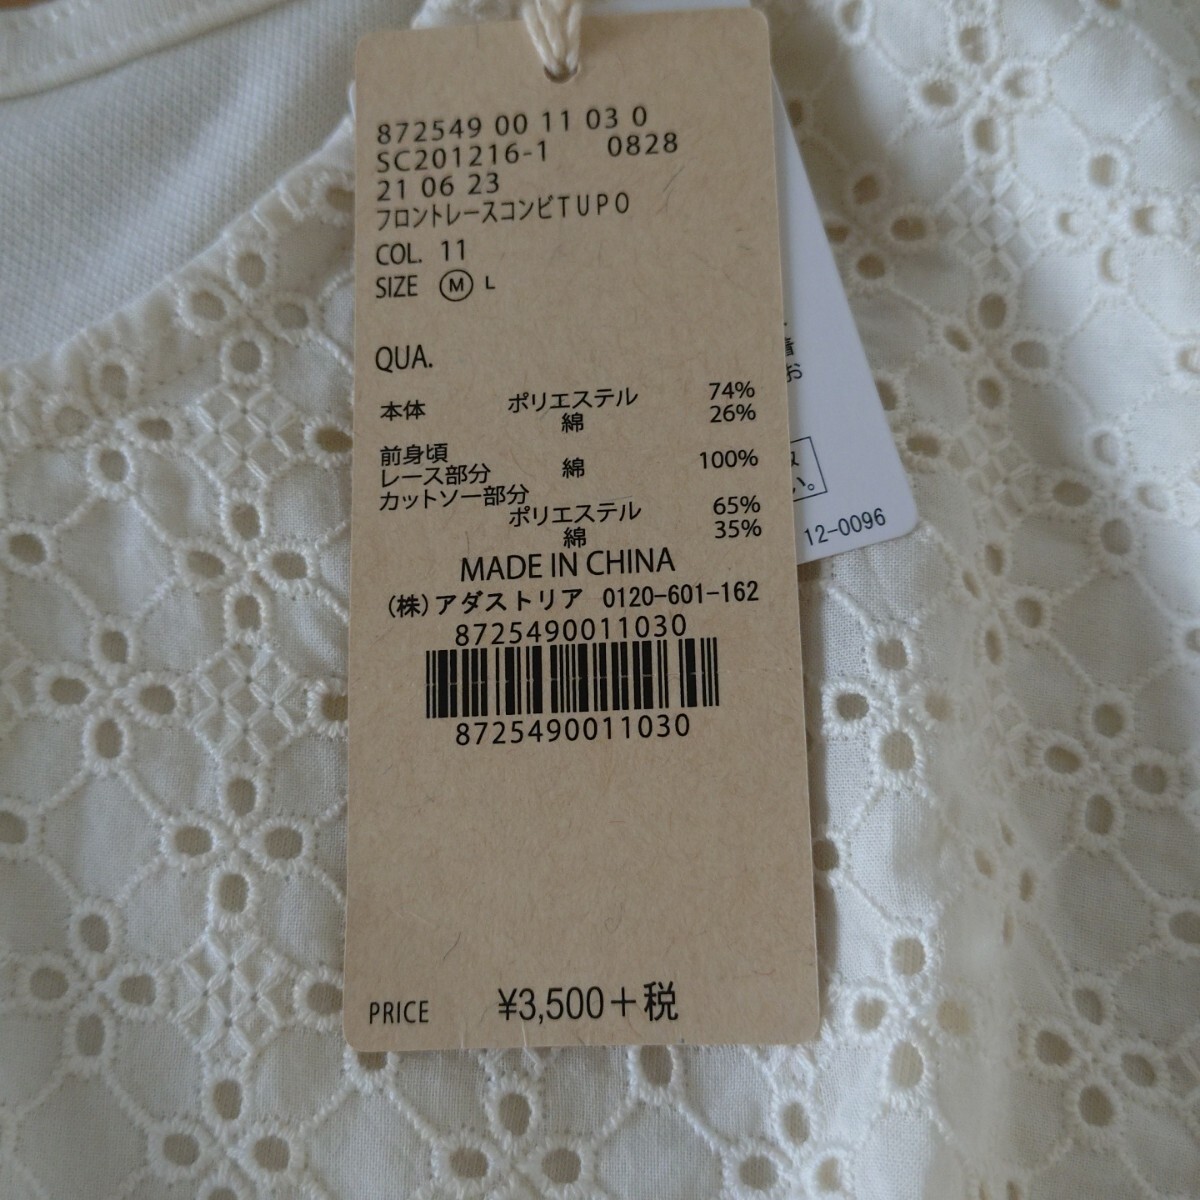 872549 00 11 03 0
SC201216-1 0828
21 06 23
フロントレースコンビTUPO
COL. 11
SIZE Ⓜ L
QUA.
本体 ポリエステル 74%
綿 26%
前身頃
レース部分 綿 100%
カットソー部分
ポリエステル 65%
綿 35%
MADE IN CHINA
(株)アダストリア 0120-601-162
8725490011030
8725490011030
PRICE ¥3,500+税
着
お
い。
12-0096